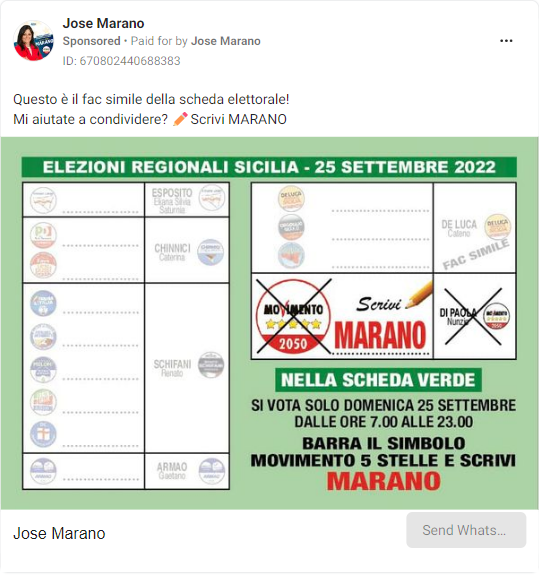 Jose Marano
Sponsored • Paid for by Jose Marano
ID: 670802440688383
Questo è il fac simile della scheda elettorale!
Mi aiutate a condividere? ✏️Scrivi MARANO
ELEZIONI REGIONALI SICILIA - 25 SETTEMBRE 2022
ESPOSITO
Eliana Silvia
Saturnia
CHINNICI
Caterina
SCHIFANI
Renato
ARMAO
Gaetano
DE LUCA
Cateno
FAC SIMILE
MOVIMENTO
2050
Scrivi
MARANO
DI PAOLA
Nunzio
MOVIMENTO
2050
NELLA SCHEDA VERDE
SI VOTA SOLO DOMENICA 25 SETTEMBRE
DALLE ORE 7.00 ALLE 23.00
BARRA IL SIMBOLO
MOVIMENTO 5 STELLE E SCRIVI
MARANO
Jose Marano
Send Whats...